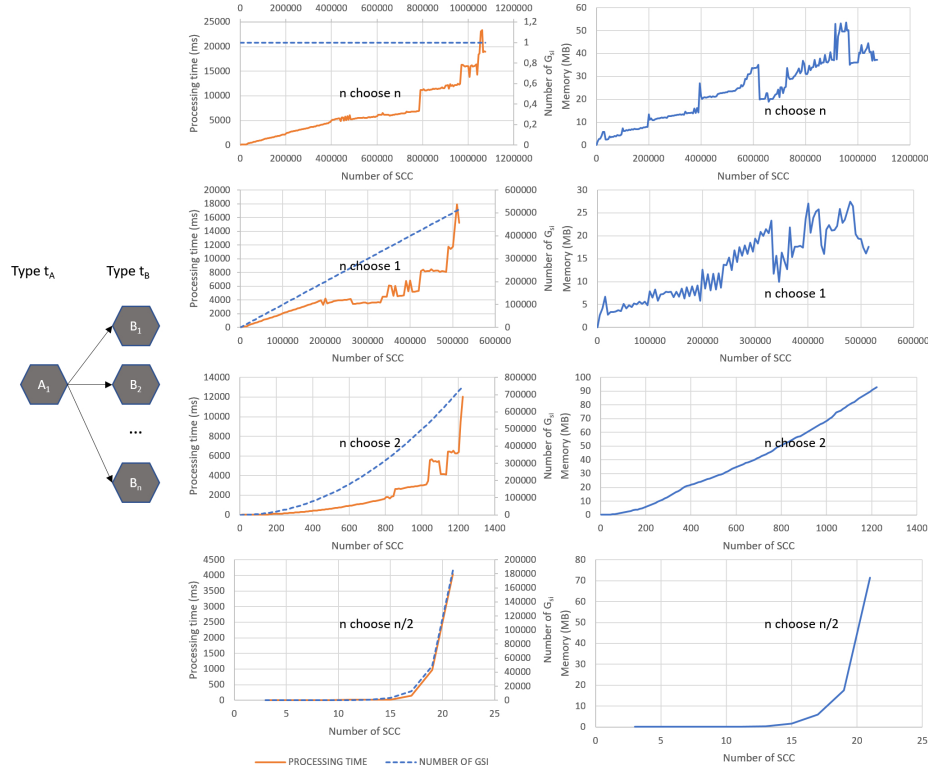 0 200000 400000 600000 800000 1000000 1200000
25000
20000
15000
10000
5000
0
Processing time (ms)
1,2
1
0,8
0,6
0,4
0,2
0
Number of Gsi
n choose n
0 200000 400000 600000 800000 1000000 1200000
Number of SCC
60
50
40
30
20
10
0
Memory (MB)
n choose n
0 200000 400000 600000 800000 1000000 1200000
Number of SCC
20000
18000
16000
14000
12000
10000
8000
6000
4000
2000
0
Processing time (ms)
600000
500000
400000
300000
200000
100000
0
Number of Gsi
n choose 1
0 100000 200000 300000 400000 500000 600000
Number of SCC
30
25
20
15
10
5
0
Memory (MB)
n choose 1
0 100000 200000 300000 400000 500000 600000
Number of SCC
Type tA Type tB
B1
A1 B2
...
Bn
14000
12000
10000
8000
6000
4000
2000
0
Processing time (ms)
800000
700000
600000
500000
400000
300000
200000
100000
0
Number of Gsi
n choose 2
0 200 400 600 800 1000 1200 1400
Number of SCC
100
90
80
70
60
50
40
30
20
10
0
Memory (MB)
n choose 2
0 200 400 600 800 1000 1200 1400
Number of SCC
4500
4000
3500
3000
2500
2000
1500
1000
500
0
Processing time (ms)
200000
180000
160000
140000
120000
100000
80000
60000
40000
20000
0
Number of Gsi
n choose n/2
0 5 10 15 20 25
Number of SCC
80
70
60
50
40
30
20
10
0
Memory (MB)
n choose n/2
0 5 10 15 20 25
Number of SCC
PROCESSING TIME NUMBER OF GSI